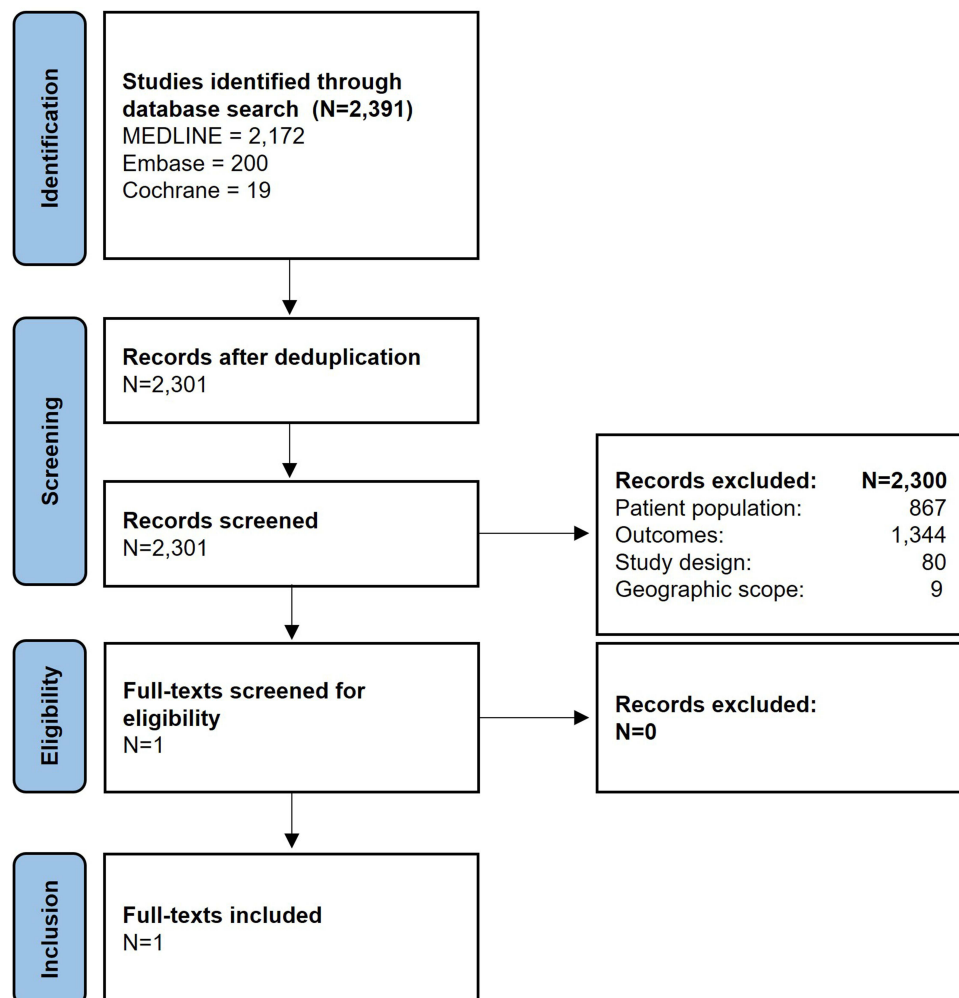 Identification
Studies identified through
database search (N=2,391)
MEDLINE = 2,172
Embase = 200
Cochrane = 19
Screening
Records after deduplication
N=2,301
Records screened
N=2,301
Records excluded: N=2,300
Patient population: 867
Outcomes: 1,344
Study design: 80
Geographic scope: 9
Eligibility
Full-texts screened for
eligibility
N=1
Records excluded:
N=0
Inclusion
Full-texts included
N=1